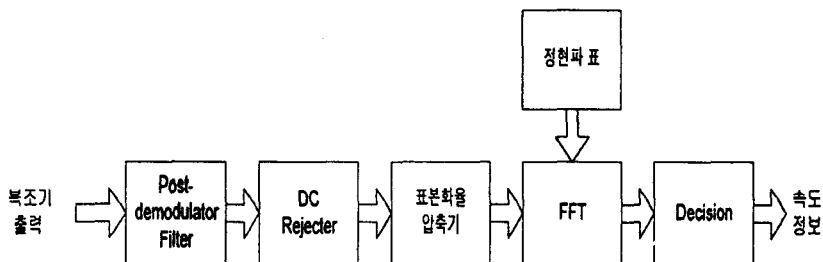 정현파 표
복조기
출력
Post-
demodulator
Filter
DC
Rejecter
표본화율
압축기
FFT
Decision
속도
정보